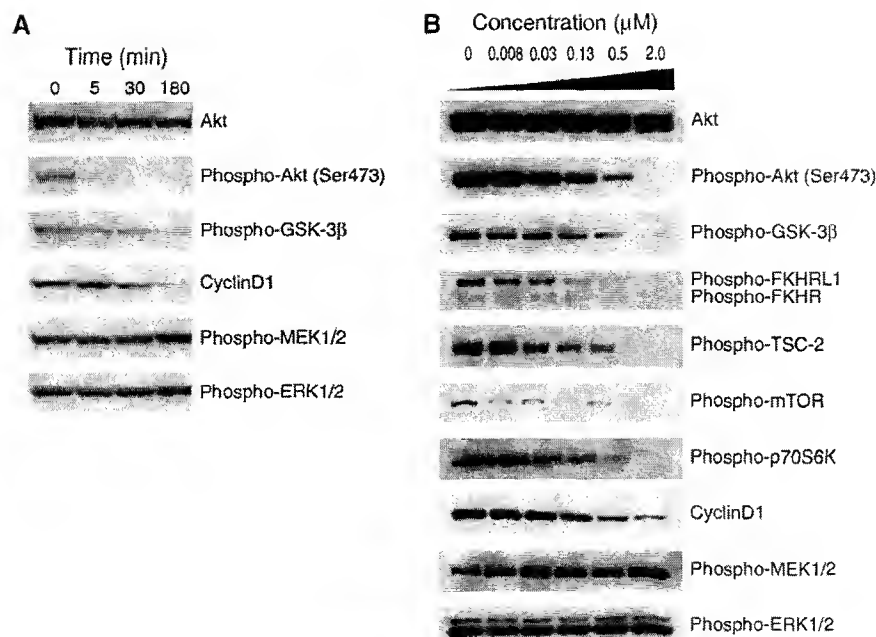 A
Time (min)
0 5 30 180
Akt
Phospho-Akt (Ser473)
Phospho-GSK-3β
CyclinD1
Phospho-MEK1/2
Phospho-ERK1/2
B
Concentration (μM)
0 0.008 0.03 0.13 0.5 2.0
Akt
Phospho-Akt (Ser473)
Phospho-GSK-3β
Phospho-FKHRL1
Phospho-FKHR
Phospho-TSC-2
Phospho-mTOR
Phospho-p70S6K
CyclinD1
Phospho-MEK1/2
Phospho-ERK1/2